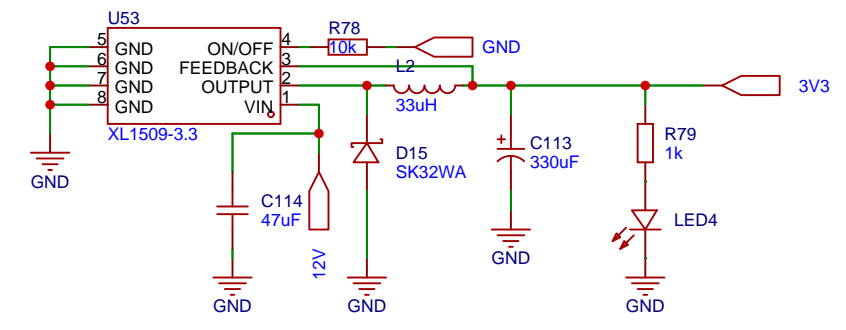 U53
5 GND ON/OFF 4
6 GND FEEDBACK 3
7 GND OUTPUT 2
8 GND VIN 1
XL1509-3.3
R78
10k
GND
L2
33uH
3V3
GND
C114
47uF
12V
D15
SK32WA
C113
330uF
R79
1k
LED4
GND
GND
GND
GND